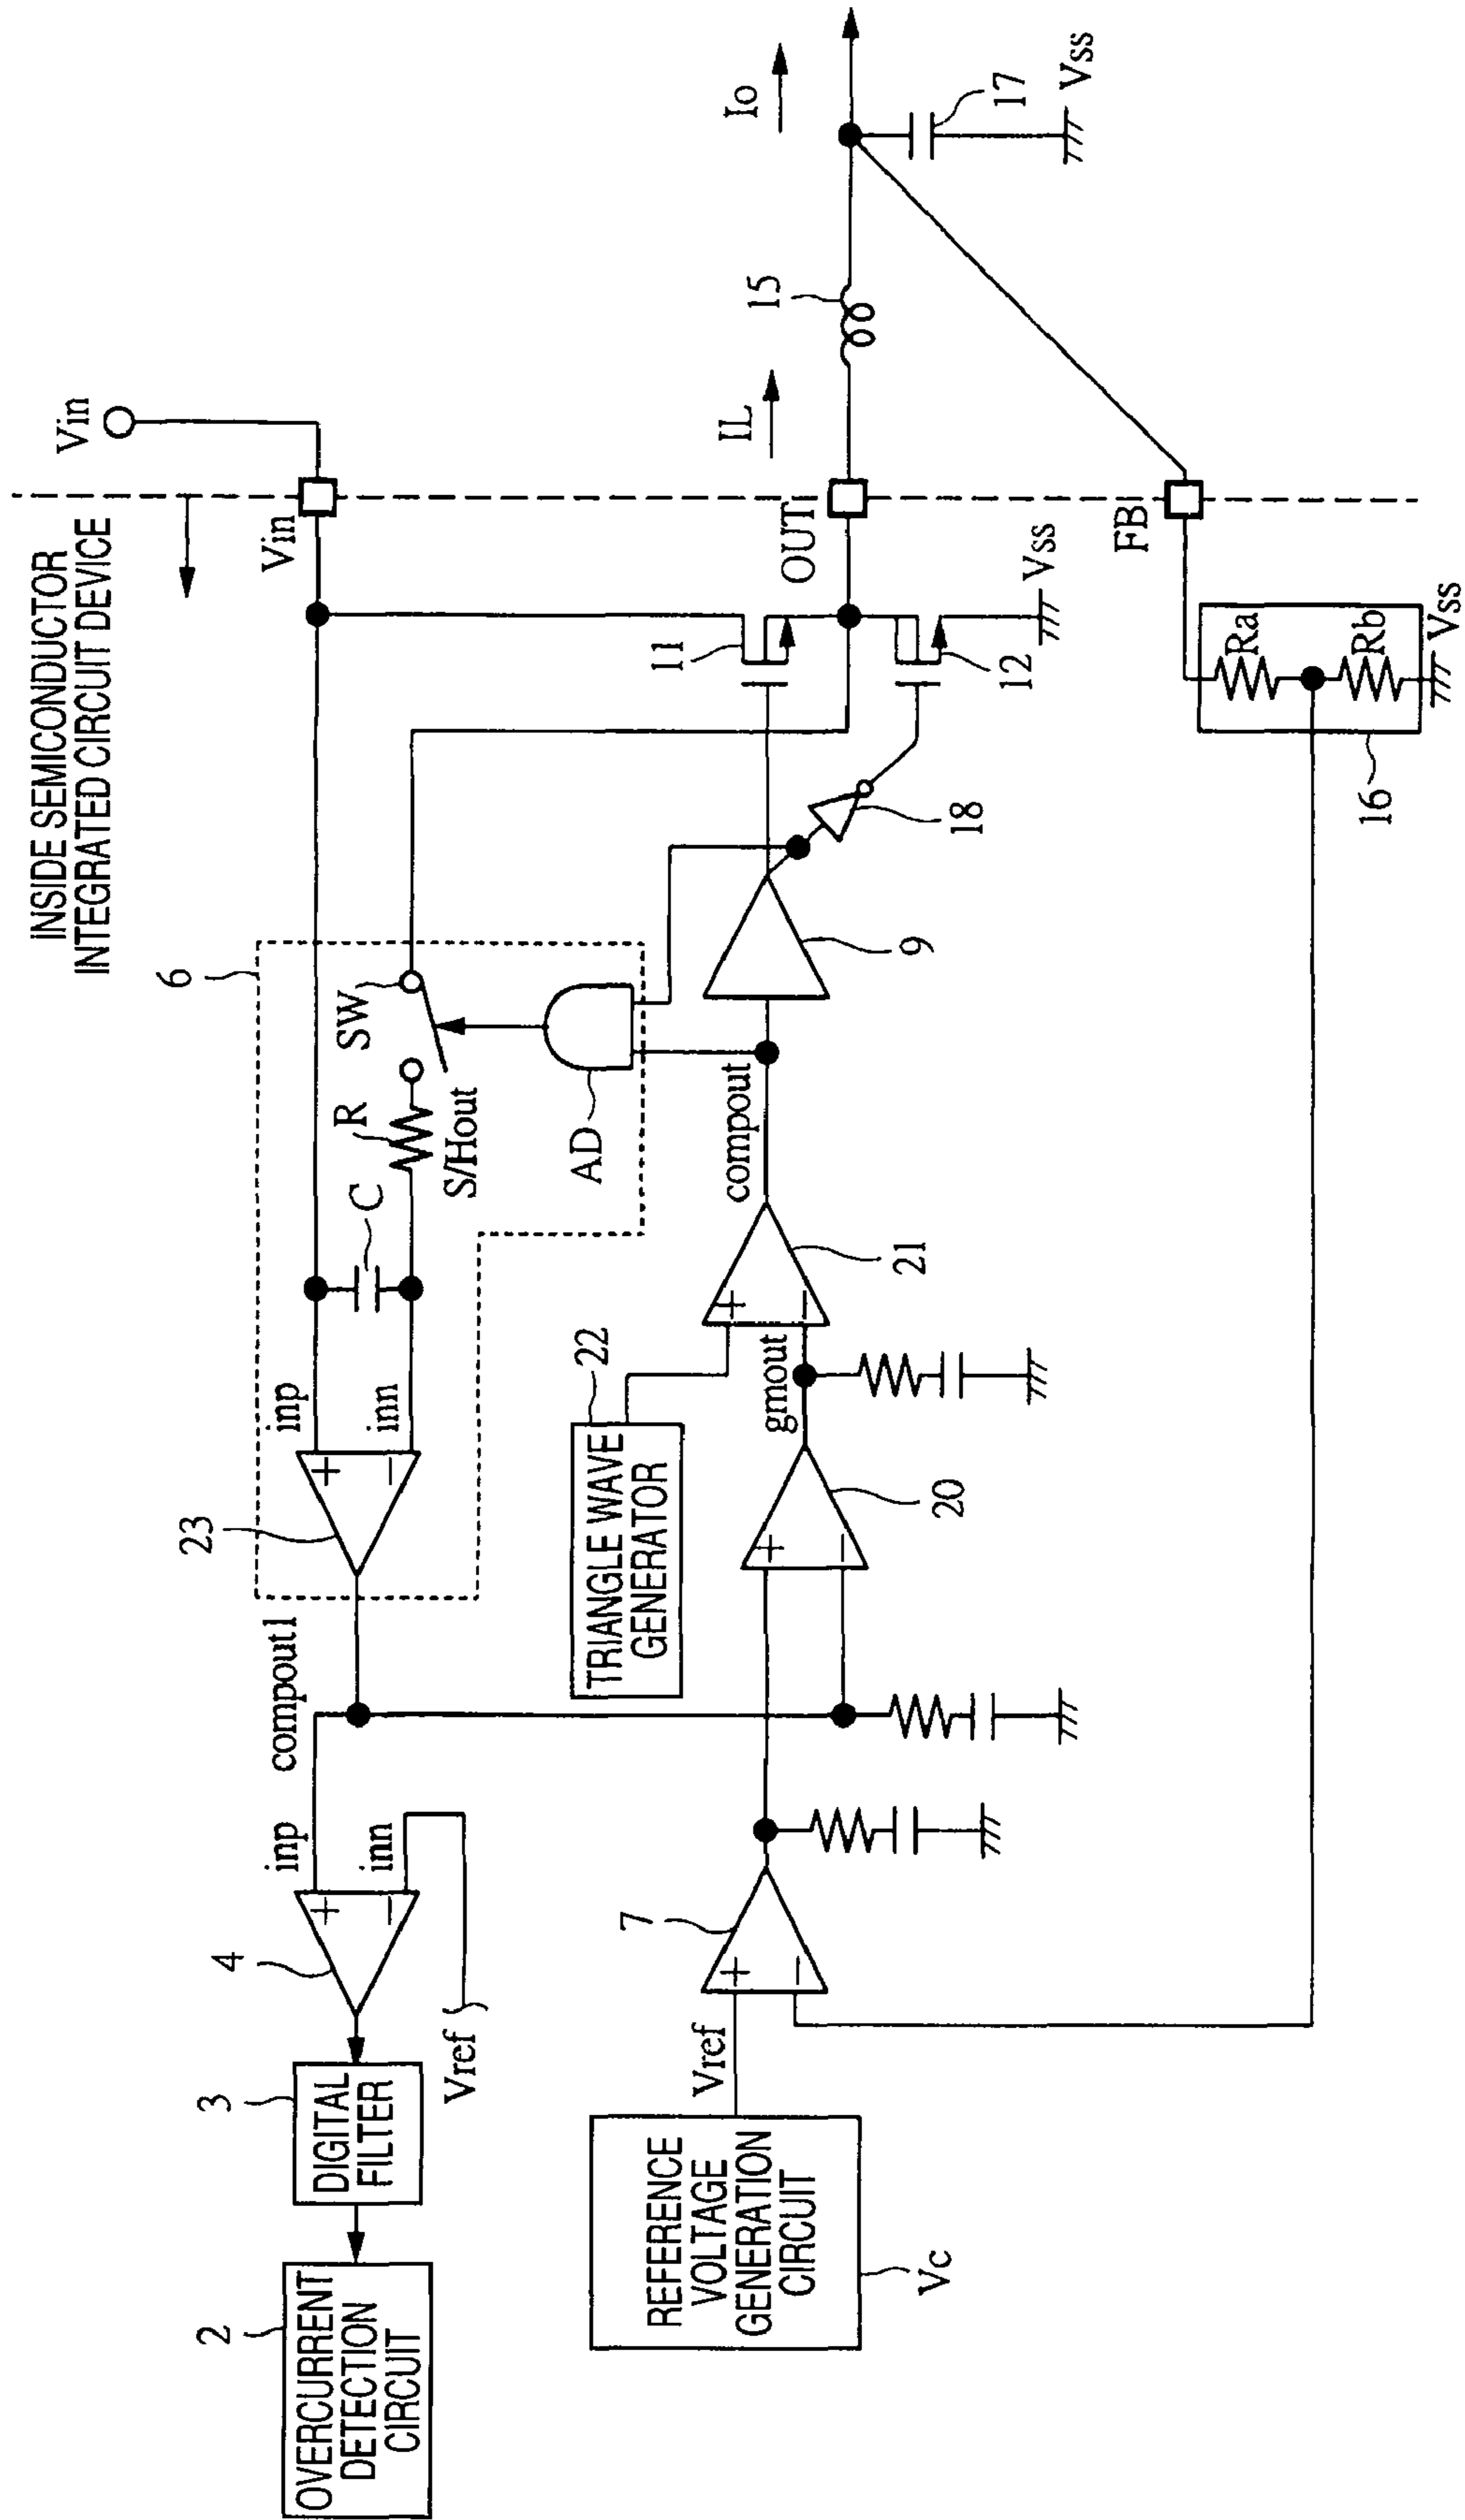 INSIDE SEMICONDUCTOR
INTEGRATED CIRCUIT DEVICE
Vin
Vin
6
SW
R
S/Hout
C
AD
inp
inn
+
−
23
compout1
inp
inn
+
−
4
Vref
3
DIGITAL
FILTER
2
OVERCURRENT
DETECTION
CIRCUIT
REFERENCE
VOLTAGE
GENERATION
CIRCUIT
Vc
Vref
7
+
−
+
−
20
gmout
TRIANGLE WAVE
GENERATOR
22
+
−
21
compout
9
18
11
12
Vss
OUT
IL
15
Io
17
Vss
FB
Ra
Rb
16
Vss